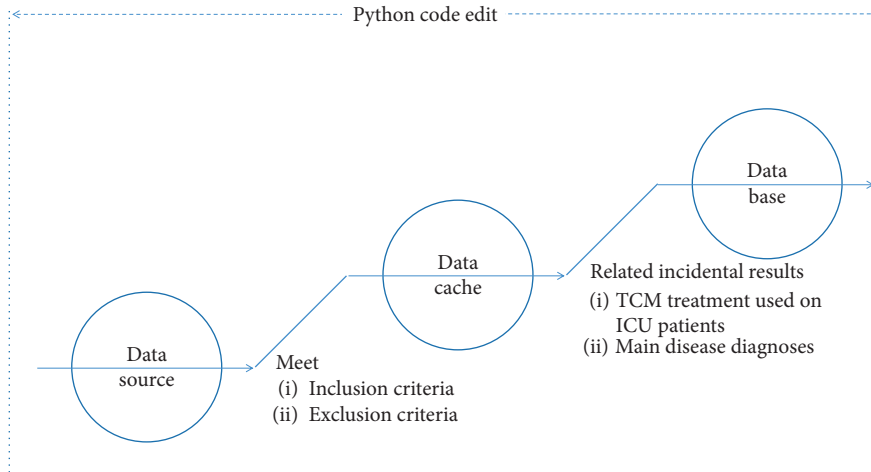 Python code edit
Data
base
Data
cache
Related incidental results
(i) TCM treatment used on
ICU patients
(ii) Main disease diagnoses
Data
source
Meet
(i) Inclusion criteria
(ii) Exclusion criteria